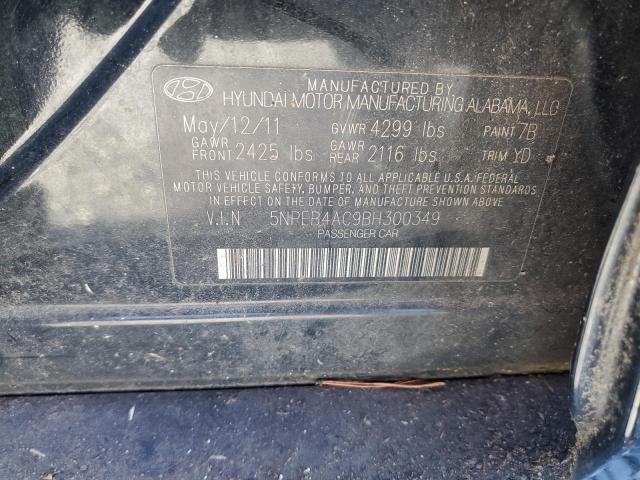 MANUFACTURED BY
HYUNDAI MOTOR MANUFACTURING ALABAMA, LLC
May/12/11 GVWR 4299 lbs PAINT 7B
GAWR FRONT 2425 lbs GAWR REAR 2116 lbs TRIM YD
THIS VEHICLE CONFORMS TO ALL APPLICABLE U.S.A. FEDERAL
MOTOR VEHICLE SAFETY, BUMPER, AND THEFT PREVENTION STANDARDS
IN EFFECT ON THE DATE OF MANUFACTURE SHOWN ABOVE
V.I.N 5NPEB4AC9BH300349
PASSENGER CAR